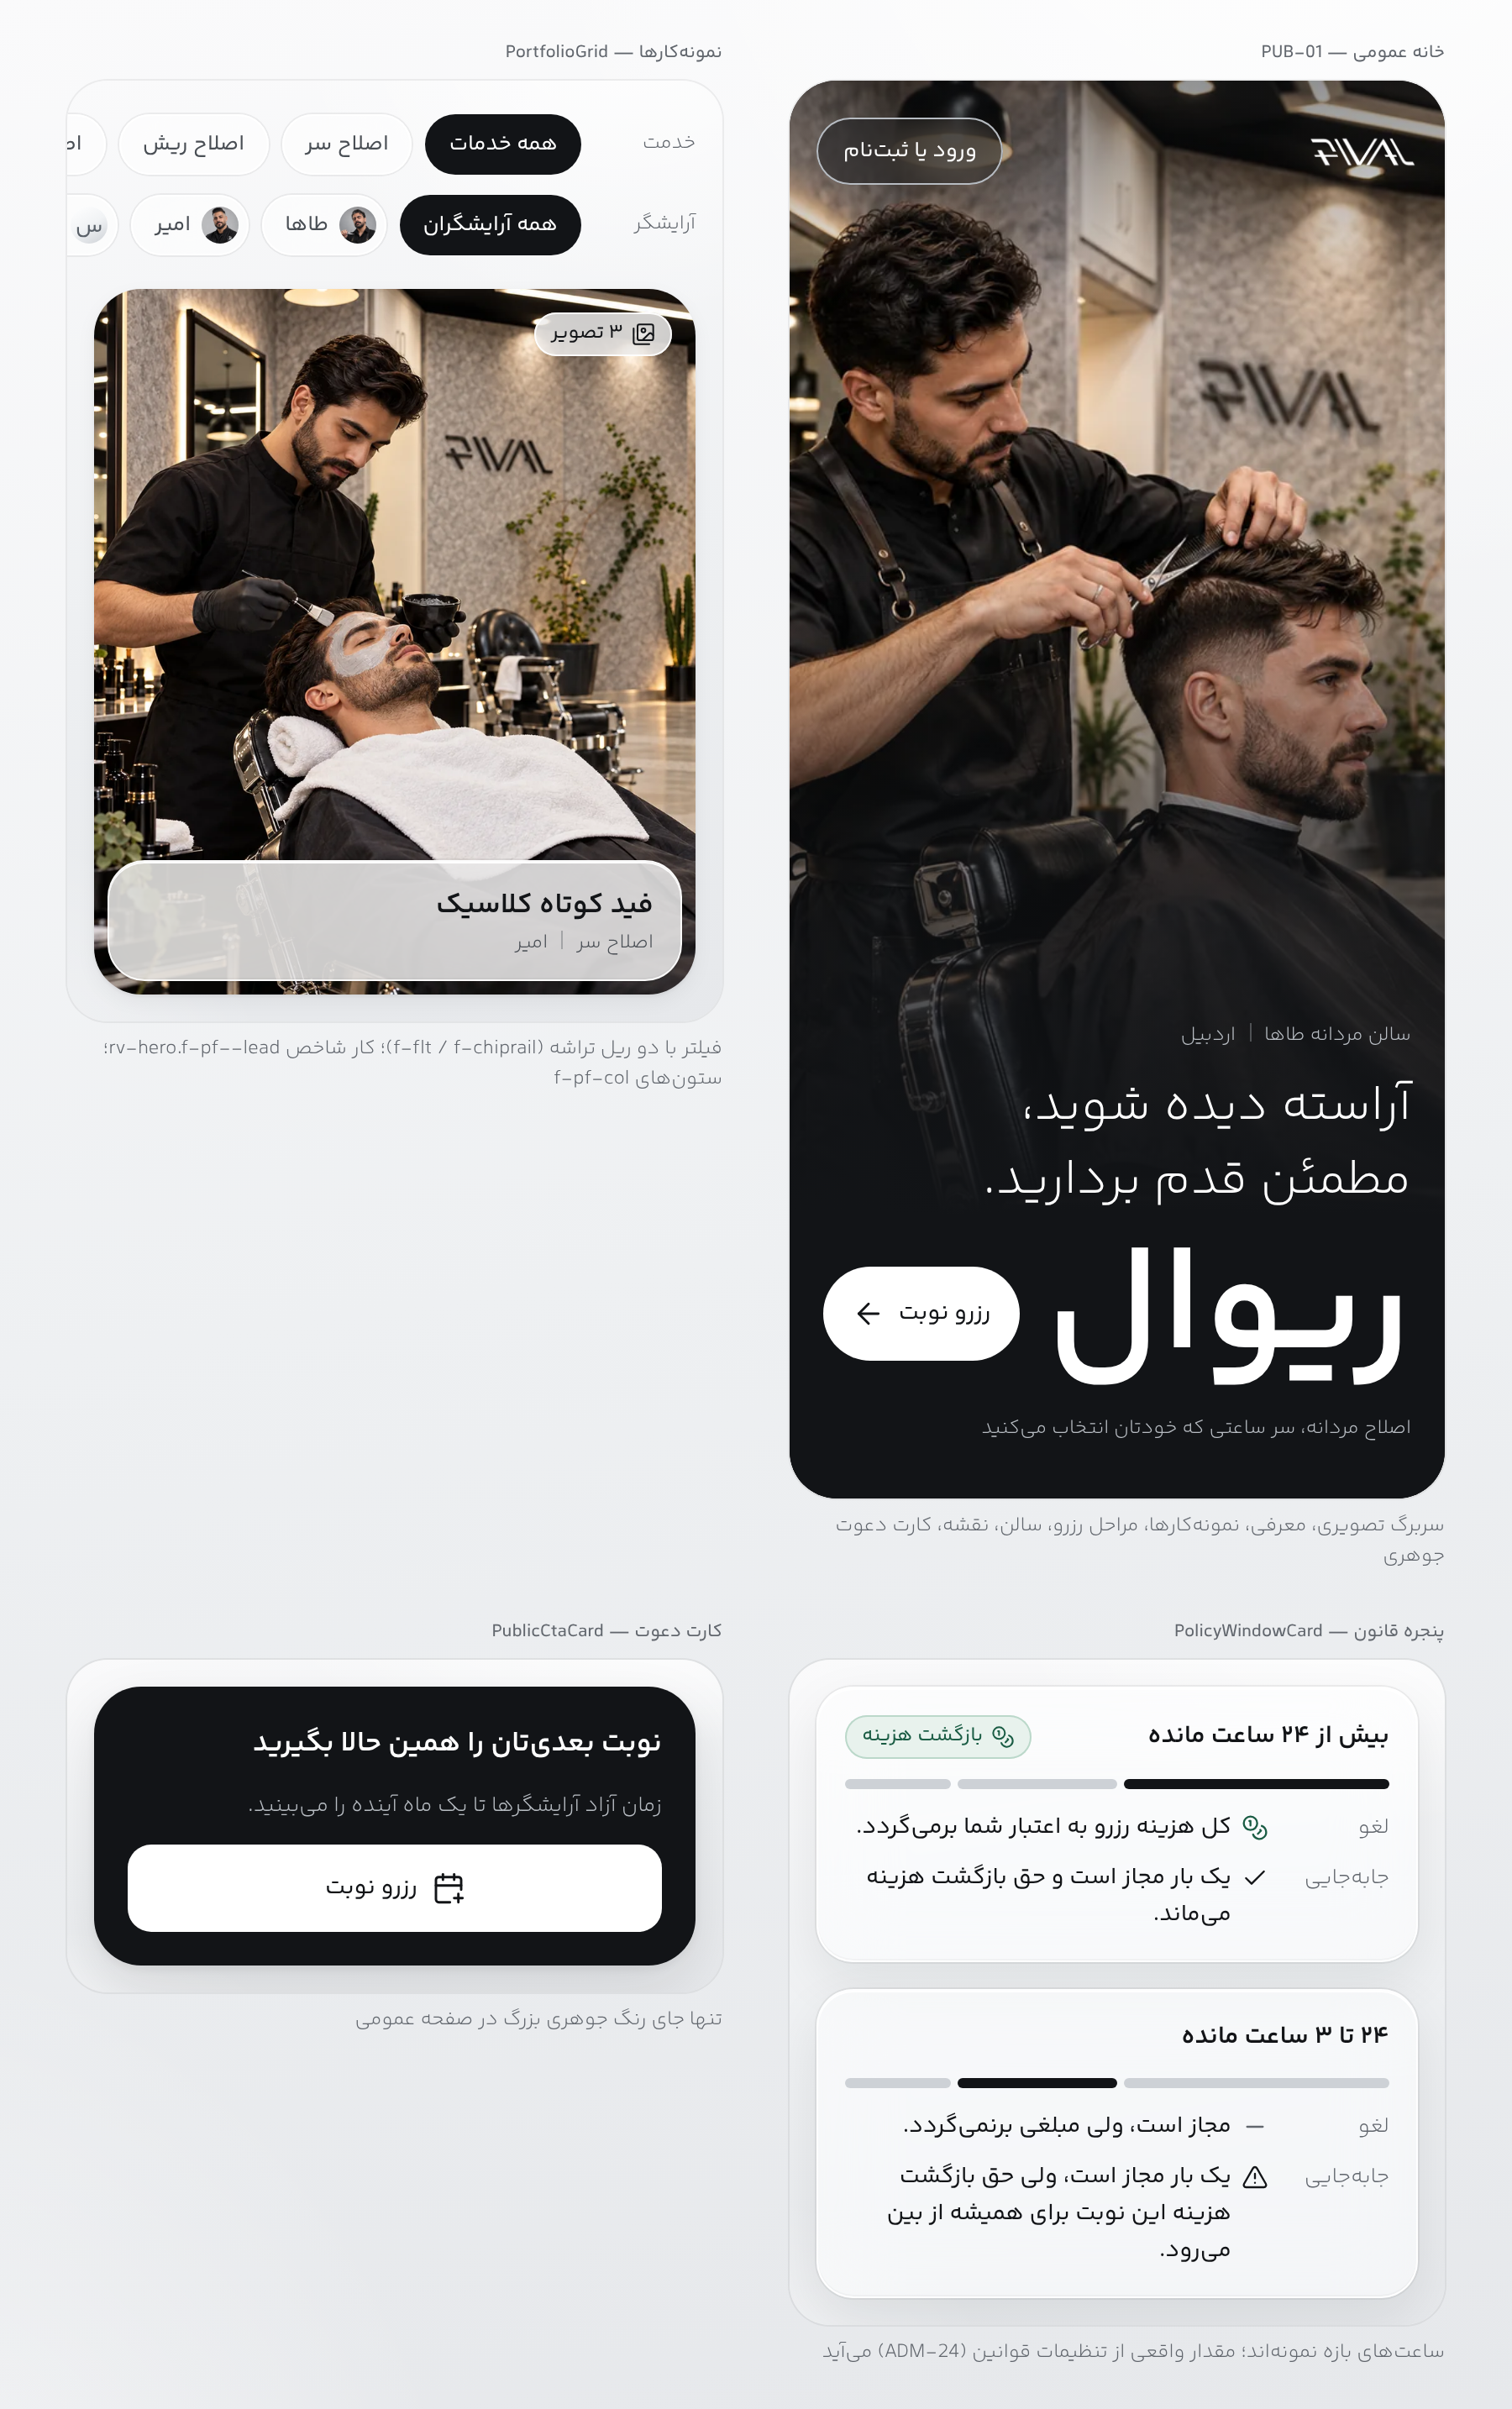 خانه عمومی — PUB-01
RIVAL
ورود یا ثبت‌نام
RIVAL
سالن مردانه طاها | اردبیل
آراسته دیده شوید،
مطمئن قدم بردارید.
ریوال
رزرو نوبت
اصلاح مردانه، سر ساعتی که خودتان انتخاب می‌کنید
سربرگ تصویری، معرفی، نمونه‌کارها، مراحل رزرو، سالن، نقشه، کارت دعوت
جوهری
نمونه‌کارها — PortfolioGrid
خدمت
همه خدمات
اصلاح سر
اصلاح ریش
آرایشگر
همه آرایشگران
طاها
امیر
س
۳ تصویر
RIVAL
فید کوتاه کلاسیک
اصلاح سر | امیر
فیلتر با دو ریل تراشه (f-flt / f-chiprail)؛ کار شاخص rv-hero.f-pf--lead؛
ستون‌های f-pf-col
پنجره قانون — PolicyWindowCard
بیش از ۲۴ ساعت مانده
بازگشت هزینه
لغو
کل هزینه رزرو به اعتبار شما برمی‌گردد.
جابه‌جایی
یک بار مجاز است و حق بازگشت هزینه
می‌ماند.
۲۴ تا ۳ ساعت مانده
لغو
مجاز است، ولی مبلغی برنمی‌گردد.
جابه‌جایی
یک بار مجاز است، ولی حق بازگشت
هزینه این نوبت برای همیشه از بین
می‌رود.
ساعت‌های بازه نمونه‌اند؛ مقدار واقعی از تنظیمات قوانین (ADM-24) می‌آید
کارت دعوت — PublicCtaCard
نوبت بعدی‌تان را همین حالا بگیرید
زمان آزاد آرایشگرها تا یک ماه آینده را می‌بینید.
رزرو نوبت
تنها جای رنگ جوهری بزرگ در صفحه عمومی